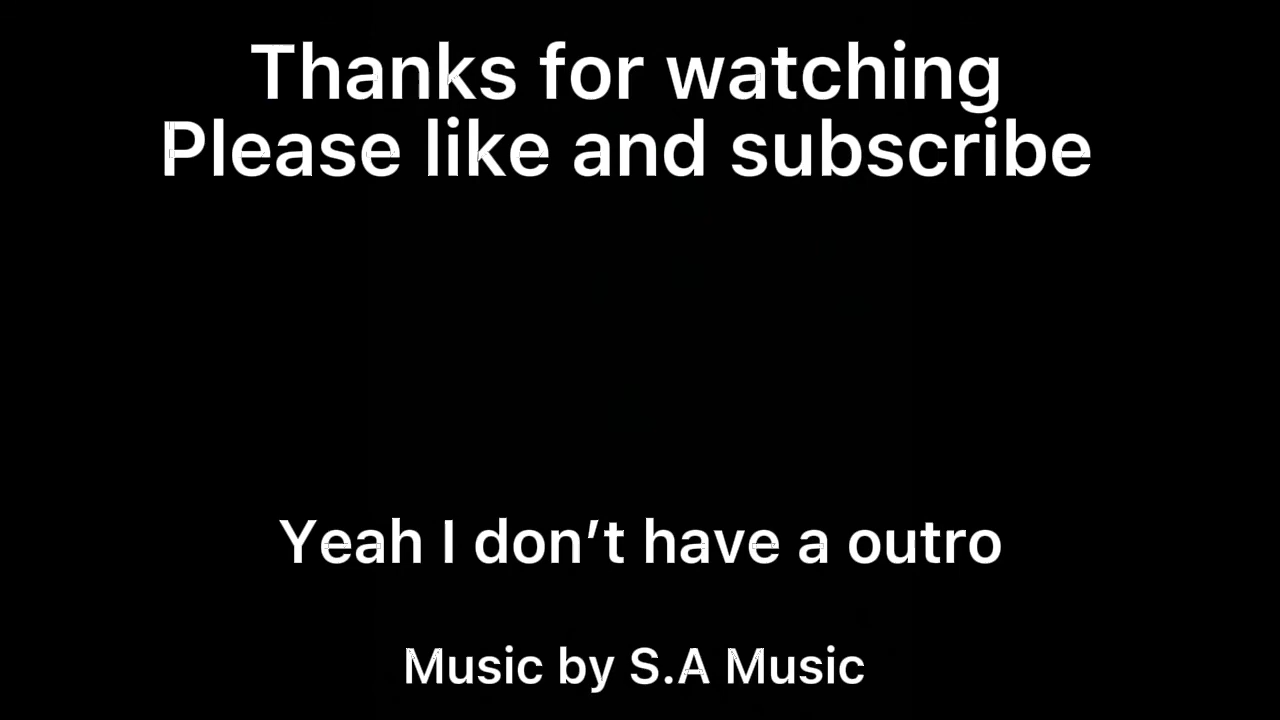 Thanks for watching
Please like and subscribe
Yeah I don’t have a outro
Music by S.A Music